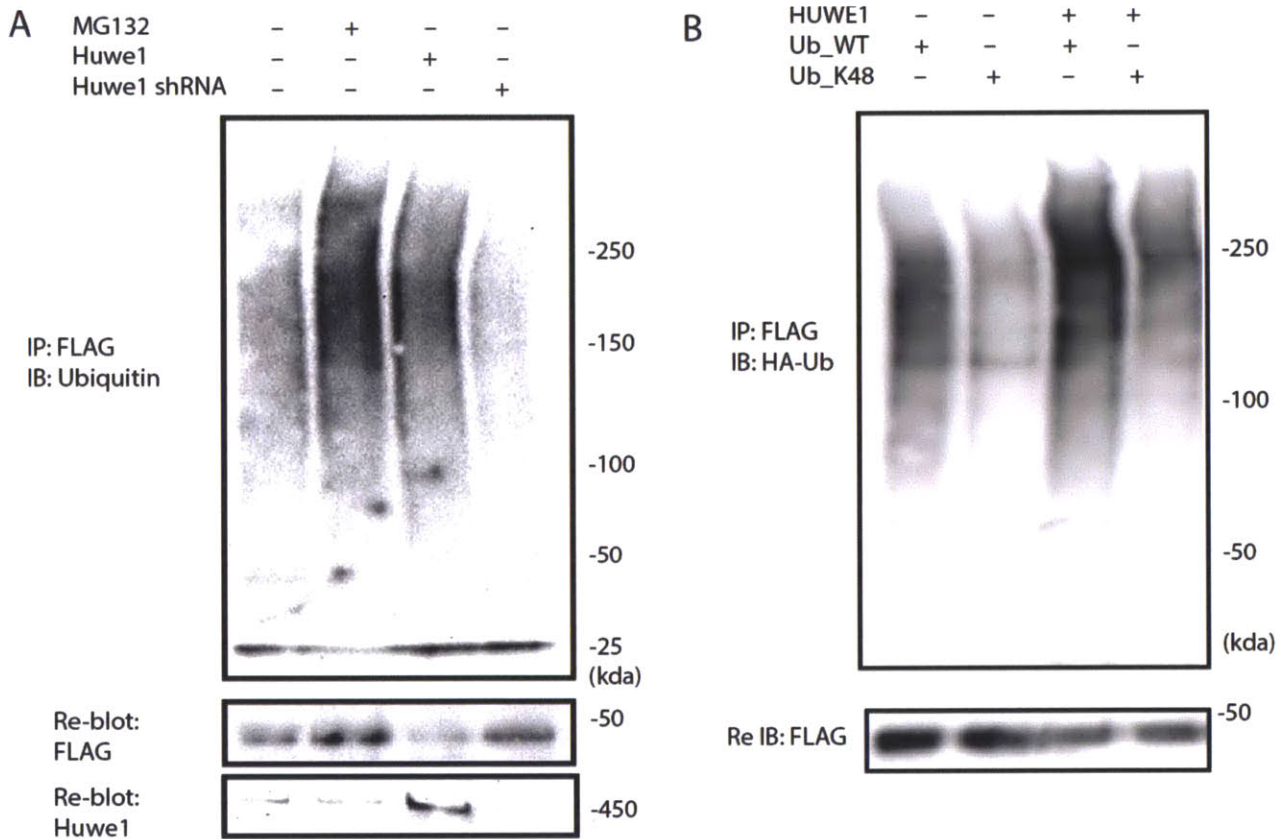 A
MG132 – + – –
Huwe1 – – + –
Huwe1 shRNA – – – +
IP: FLAG
IB: Ubiquitin
-250
-150
-100
-50
-25
(kda)
Re-blot:
FLAG
-50
Re-blot:
Huwe1
-450
B
HUWE1 – – + +
Ub_WT + – + –
Ub_K48 – + – +
IP: FLAG
IB: HA-Ub
-250
-100
-50
(kda)
Re IB: FLAG
-50